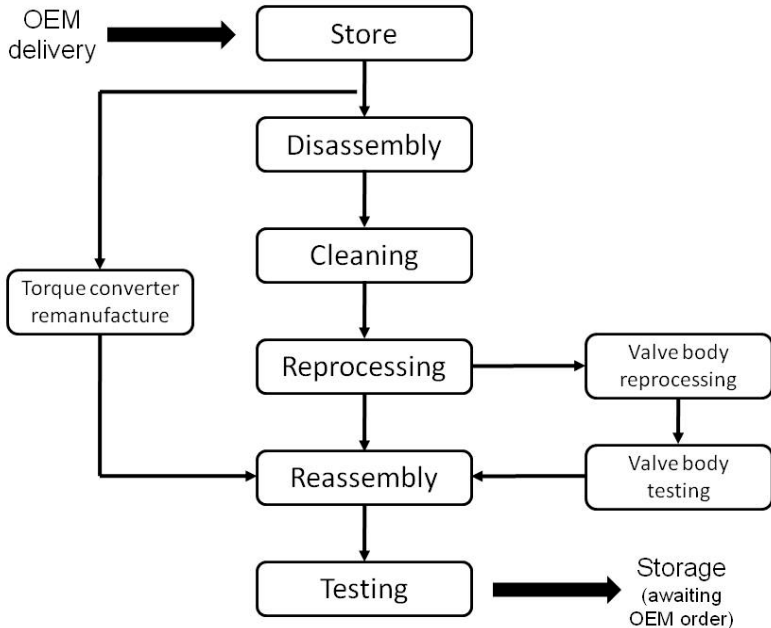 OEM
delivery
Store
Disassembly
Cleaning
Torque converter
remanufacture
Reprocessing
Valve body
reprocessing
Reassembly
Valve body
testing
Testing
Storage
(awaiting
OEM order)